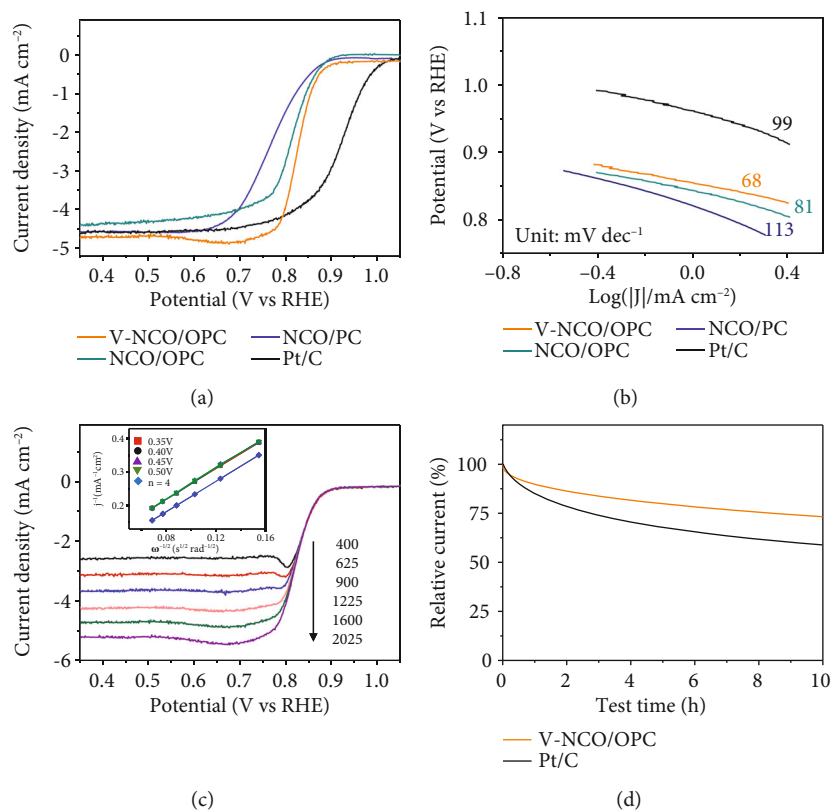 0
-1
-2
-3
-4
-5
Current density (mA cm⁻²)
0.4 0.5 0.6 0.7 0.8 0.9 1.0
Potential (V vs RHE)
V-NCO/OPC NCO/PC
NCO/OPC Pt/C
(a)
1.1
1.0
0.9
0.8
Potential (V vs RHE)
99
68
81
113
Unit: mV dec⁻¹
−0.8 −0.4 0.0 0.4
Log(|J|/mA cm⁻²)
V-NCO/OPC NCO/PC
NCO/OPC Pt/C
(b)
2
0
-2
-4
-6
Current density (mA cm⁻²)
0.4
0.3
0.2
j⁻¹(mA⁻¹cm²)
0.35V
0.40V
0.45V
0.50V
n = 4
0.08 0.12 0.16
ω⁻¹/² (s¹/² rad⁻¹/²)
400
625
900
1225
1600
2025
0.4 0.5 0.6 0.7 0.8 0.9 1.0
Potential (V vs RHE)
(c)
125
100
75
50
25
0
Relative current (%)
0 2 4 6 8 10
Test time (h)
V-NCO/OPC
Pt/C
(d)